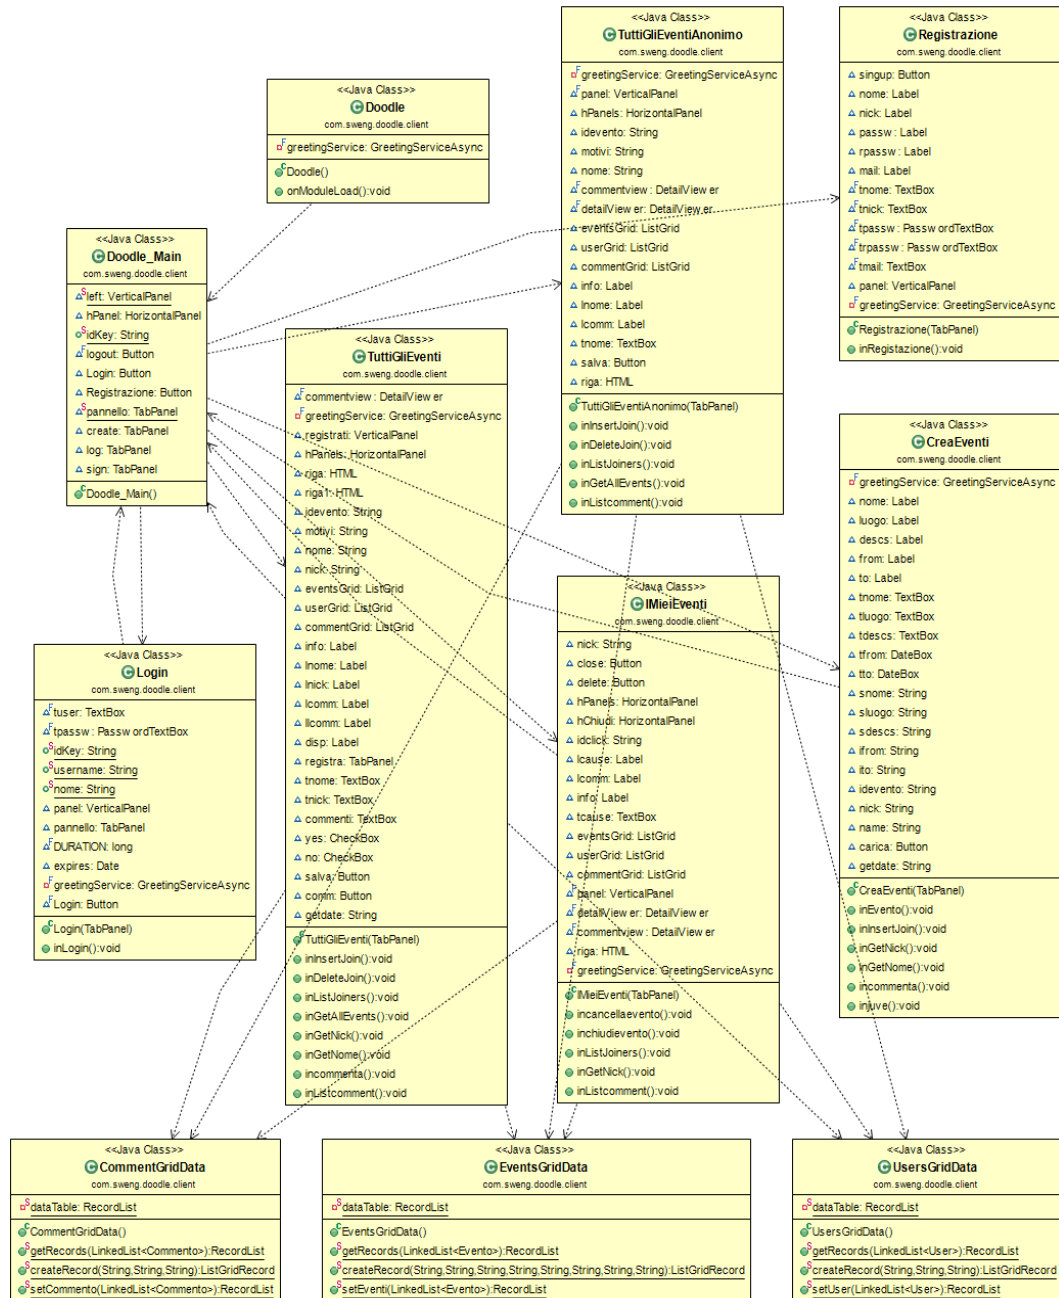 <<Java Class>>
TuttiGliEventiAnonimo
com.sweng.doodle.client
greetingService: GreetingServiceAsync
panel: VerticalPanel
hPanels: HorizontalPanel
idevento: String
motivi: String
nome: String
commentview: DetailViewer
detailViewer: DetailViewer
eventsGrid: ListGrid
userGrid: ListGrid
commentGrid: ListGrid
info: Label
lnome: Label
lcomm: Label
tnome: TextBox
salva: Button
riga: HTML
TuttiGliEventiAnonimo(TabPanel)
inInsertJoin():void
inDeleteJoin():void
inListJoiners():void
inGetAllEvents():void
inListcomment():void
<<Java Class>>
Registrazione
com.sweng.doodle.client
singup: Button
nome: Label
nick: Label
passw: Label
rpassw: Label
mail: Label
tnome: TextBox
tnick: TextBox
tpassw: PasswordTextBox
trpassw: PasswordTextBox
tmail: TextBox
panel: VerticalPanel
greetingService: GreetingServiceAsync
Registrazione(TabPanel)
inRegistazione():void
<<Java Class>>
Doodle
com.sweng.doodle.client
greetingService: GreetingServiceAsync
Doodle()
onModuleLoad():void
<<Java Class>>
Doodle_Main
com.sweng.doodle.client
left: VerticalPanel
hPanel: HorizontalPanel
idKey: String
logout: Button
Login: Button
Registrazione: Button
pannello: TabPanel
create: TabPanel
log: TabPanel
sign: TabPanel
Doodle_Main()
<<Java Class>>
TuttiGliEventi
com.sweng.doodle.client
commentview: DetailViewer
greetingService: GreetingServiceAsync
registrati: VerticalPanel
hPanels: HorizontalPanel
riga: HTML
riga1: HTML
idevento: String
motivi: String
nome: String
nick: String
eventsGrid: ListGrid
userGrid: ListGrid
commentGrid: ListGrid
info: Label
lnome: Label
lnick: Label
lcomm: Label
llcomm: Label
disp: Label
registra: TabPanel
tnome: TextBox
tnick: TextBox
commenti: TextBox
yes: CheckBox
no: CheckBox
salva: Button
comm: Button
getdate: String
TuttiGliEventi(TabPanel)
inInsertJoin():void
inDeleteJoin():void
inListJoiners():void
inGetAllEvents():void
inGetNick():void
inGetNome():void
incommenta():void
inListcomment():void
<<Java Class>>
CreaEventi
com.sweng.doodle.client
greetingService: GreetingServiceAsync
nome: Label
luogo: Label
descs: Label
from: Label
to: Label
tnome: TextBox
tluogo: TextBox
tdescs: TextBox
tfrom: DateBox
tto: DateBox
snome: String
sluogo: String
sdescs: String
ifrom: String
ito: String
idevento: String
nick: String
name: String
carica: Button
getdate: String
CreaEventi(TabPanel)
inEvento():void
inInsertJoin():void
inGetNick():void
inGetNome():void
incommenta():void
injuve():void
<<Java Class>>
IMieiEventi
com.sweng.doodle.client
nick: String
close: Button
delete: Button
hPanels: HorizontalPanel
hChiudi: HorizontalPanel
idclick: String
lcause: Label
lcomm: Label
info: Label
tcause: TextBox
eventsGrid: ListGrid
userGrid: ListGrid
commentGrid: ListGrid
panel: VerticalPanel
detailViewer: DetailViewer
commentview: DetailViewer
riga: HTML
greetingService: GreetingServiceAsync
IMieiEventi(TabPanel)
incancellaevento():void
inchiudievento():void
inListJoiners():void
inGetNick():void
inListcomment():void
<<Java Class>>
Login
com.sweng.doodle.client
tuser: TextBox
tpassw: PasswordTextBox
idKey: String
username: String
nome: String
panel: VerticalPanel
pannello: TabPanel
DURATION: long
expires: Date
greetingService: GreetingServiceAsync
Login: Button
Login(TabPanel)
inLogin():void
<<Java Class>>
CommentGridData
com.sweng.doodle.client
dataTable: RecordList
CommentGridData()
getRecords(LinkedList<Commento>):RecordList
createRecord(String,String,String):ListGridRecord
setCommento(LinkedList<Commento>):RecordList
<<Java Class>>
EventsGridData
com.sweng.doodle.client
dataTable: RecordList
EventsGridData()
getRecords(LinkedList<Evento>):RecordList
createRecord(String,String,String,String,String,String,String):ListGridRecord
setEventi(LinkedList<Evento>):RecordList
<<Java Class>>
UsersGridData
com.sweng.doodle.client
dataTable: RecordList
UsersGridData()
getRecords(LinkedList<User>):RecordList
createRecord(String,String,String):ListGridRecord
setUser(LinkedList<User>):RecordList